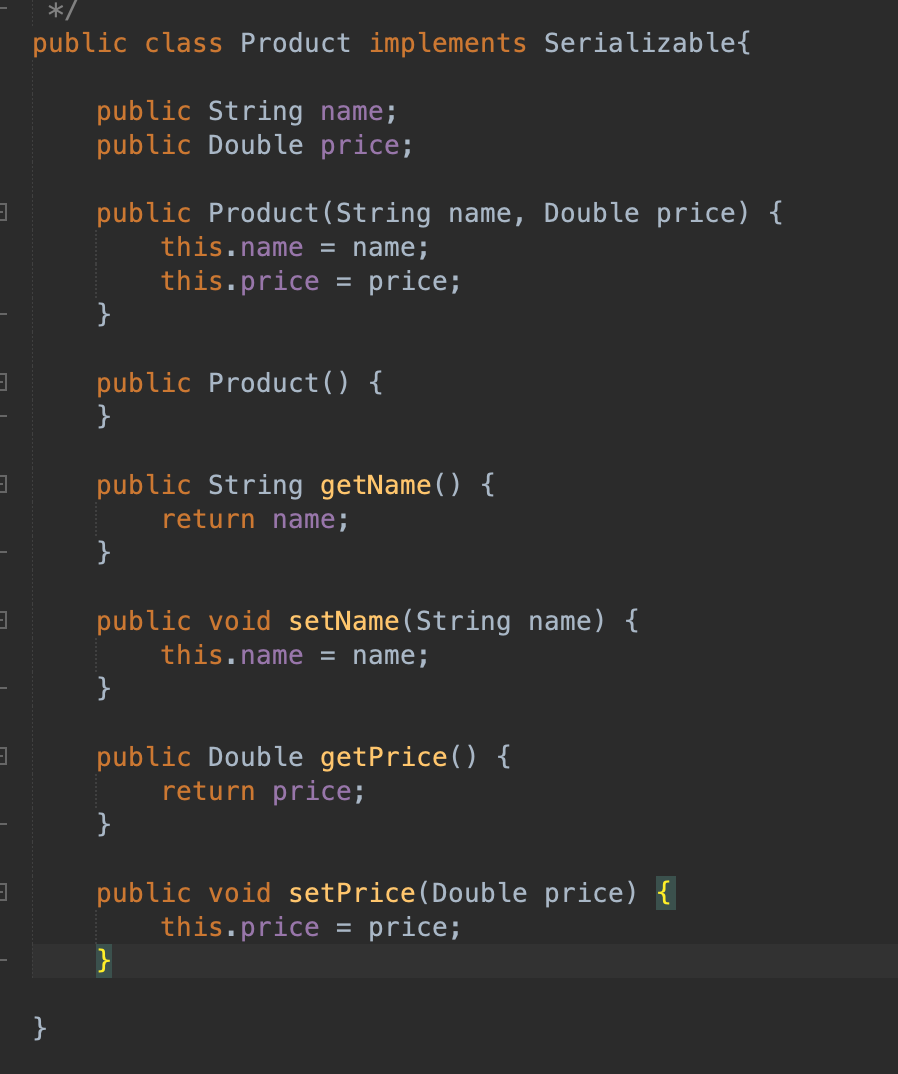 */
public class Product implements Serializable{
public String name;
public Double price;
public Product(String name, Double price) {
this.name = name;
this.price = price;
}
public Product() {
}
public String getName() {
return name;
}
public void setName(String name) {
this.name = name;
}
public Double getPrice() {
return price;
}
public void setPrice(Double price) {
this.price = price;
}
}